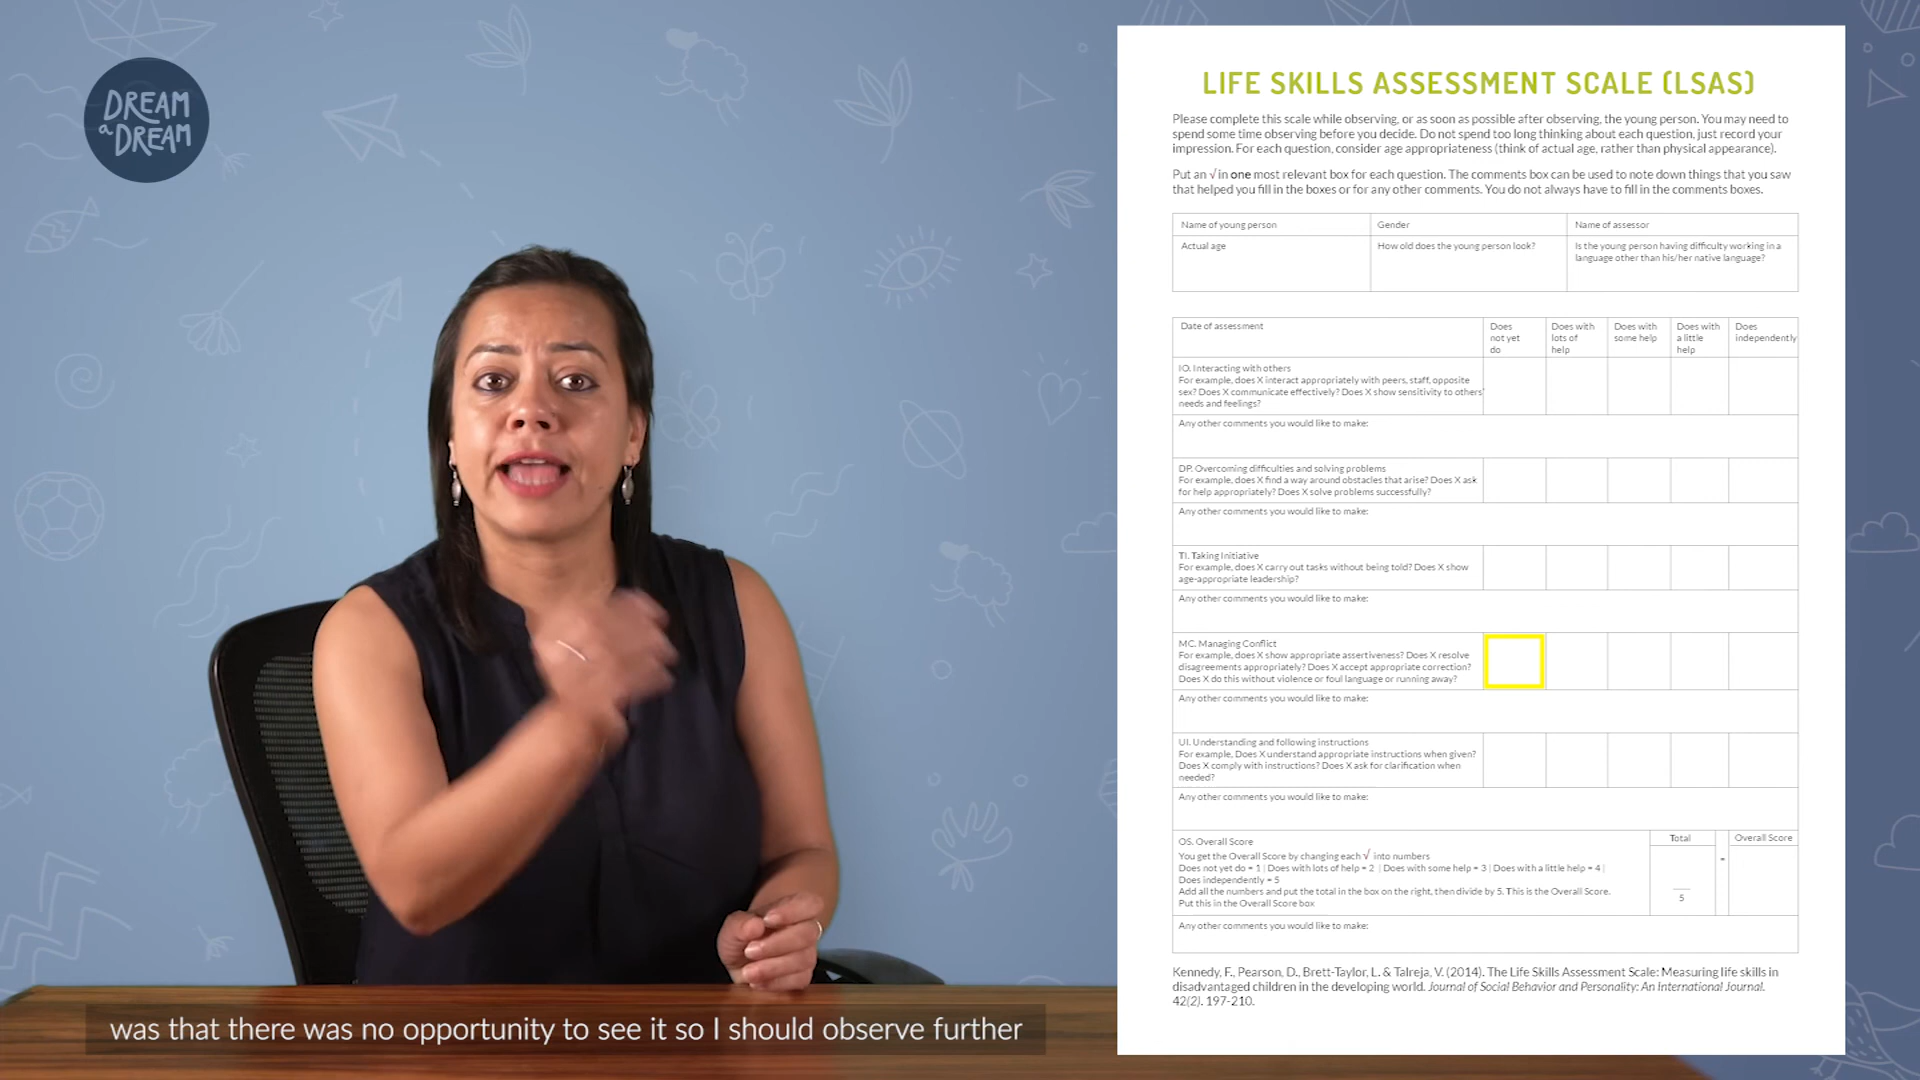 DREAM
a DREAM
LIFE SKILLS ASSESSMENT SCALE (LSAS)
Please complete this scale while observing, or as soon as possible after observing, the young person. You may need to
spend some time observing before you decide. Do not spend too long thinking about each question, just record your
impression. For each question, consider age appropriateness (think of actual age, rather than physical appearance).
Put an √ in one most relevant box for each question. The comments box can be used to note down things that you saw
that helped you fill in the boxes or for any other comments. You do not always have to fill in the comments boxes.
Name of young person
Gender
Name of assessor
Actual age
How old does the young person look?
Is the young person having difficulty working in a
language other than his/her native language?
Date of assessment
Does
not yet
do
Does with
lots of
help
Does with
some help
Does with
a little
help
Does
independently
IO. Interacting with others
For example, does X interact appropriately with peers, staff, opposite
sex? Does X communicate effectively? Does X show sensitivity to others'
needs and feelings?
Any other comments you would like to make:
DP. Overcoming difficulties and solving problems
For example, does X find a way around obstacles that arise? Does X ask
for help appropriately? Does X solve problems successfully?
Any other comments you would like to make:
TI. Taking Initiative
For example, does X carry out tasks without being told? Does X show
age-appropriate leadership?
Any other comments you would like to make:
MC. Managing Conflict
For example, does X show appropriate assertiveness? Does X resolve
disagreements appropriately? Does X accept appropriate correction?
Does X do this without violence or foul language or running away?
Any other comments you would like to make:
UI. Understanding and following instructions
For example, Does X understand appropriate instructions when given?
Does X comply with instructions? Does X ask for clarification when
needed?
Any other comments you would like to make:
OS. Overall Score
You get the Overall Score by changing each √ into numbers
Does not yet do = 1 | Does with lots of help = 2 | Does with some help = 3 | Does with a little help = 4 |
Does independently = 5
Add all the numbers and put the total in the box on the right, then divide by 5. This is the Overall Score.
Put this in the Overall Score box
Total
5
=
Overall Score
Any other comments you would like to make:
Kennedy, F., Pearson, D., Brett-Taylor, L. & Talreja, V. (2014). The Life Skills Assessment Scale: Measuring life skills in
disadvantaged children in the developing world. Journal of Social Behavior and Personality: An International Journal.
42(2). 197-210.
was that there was no opportunity to see it so I should observe further